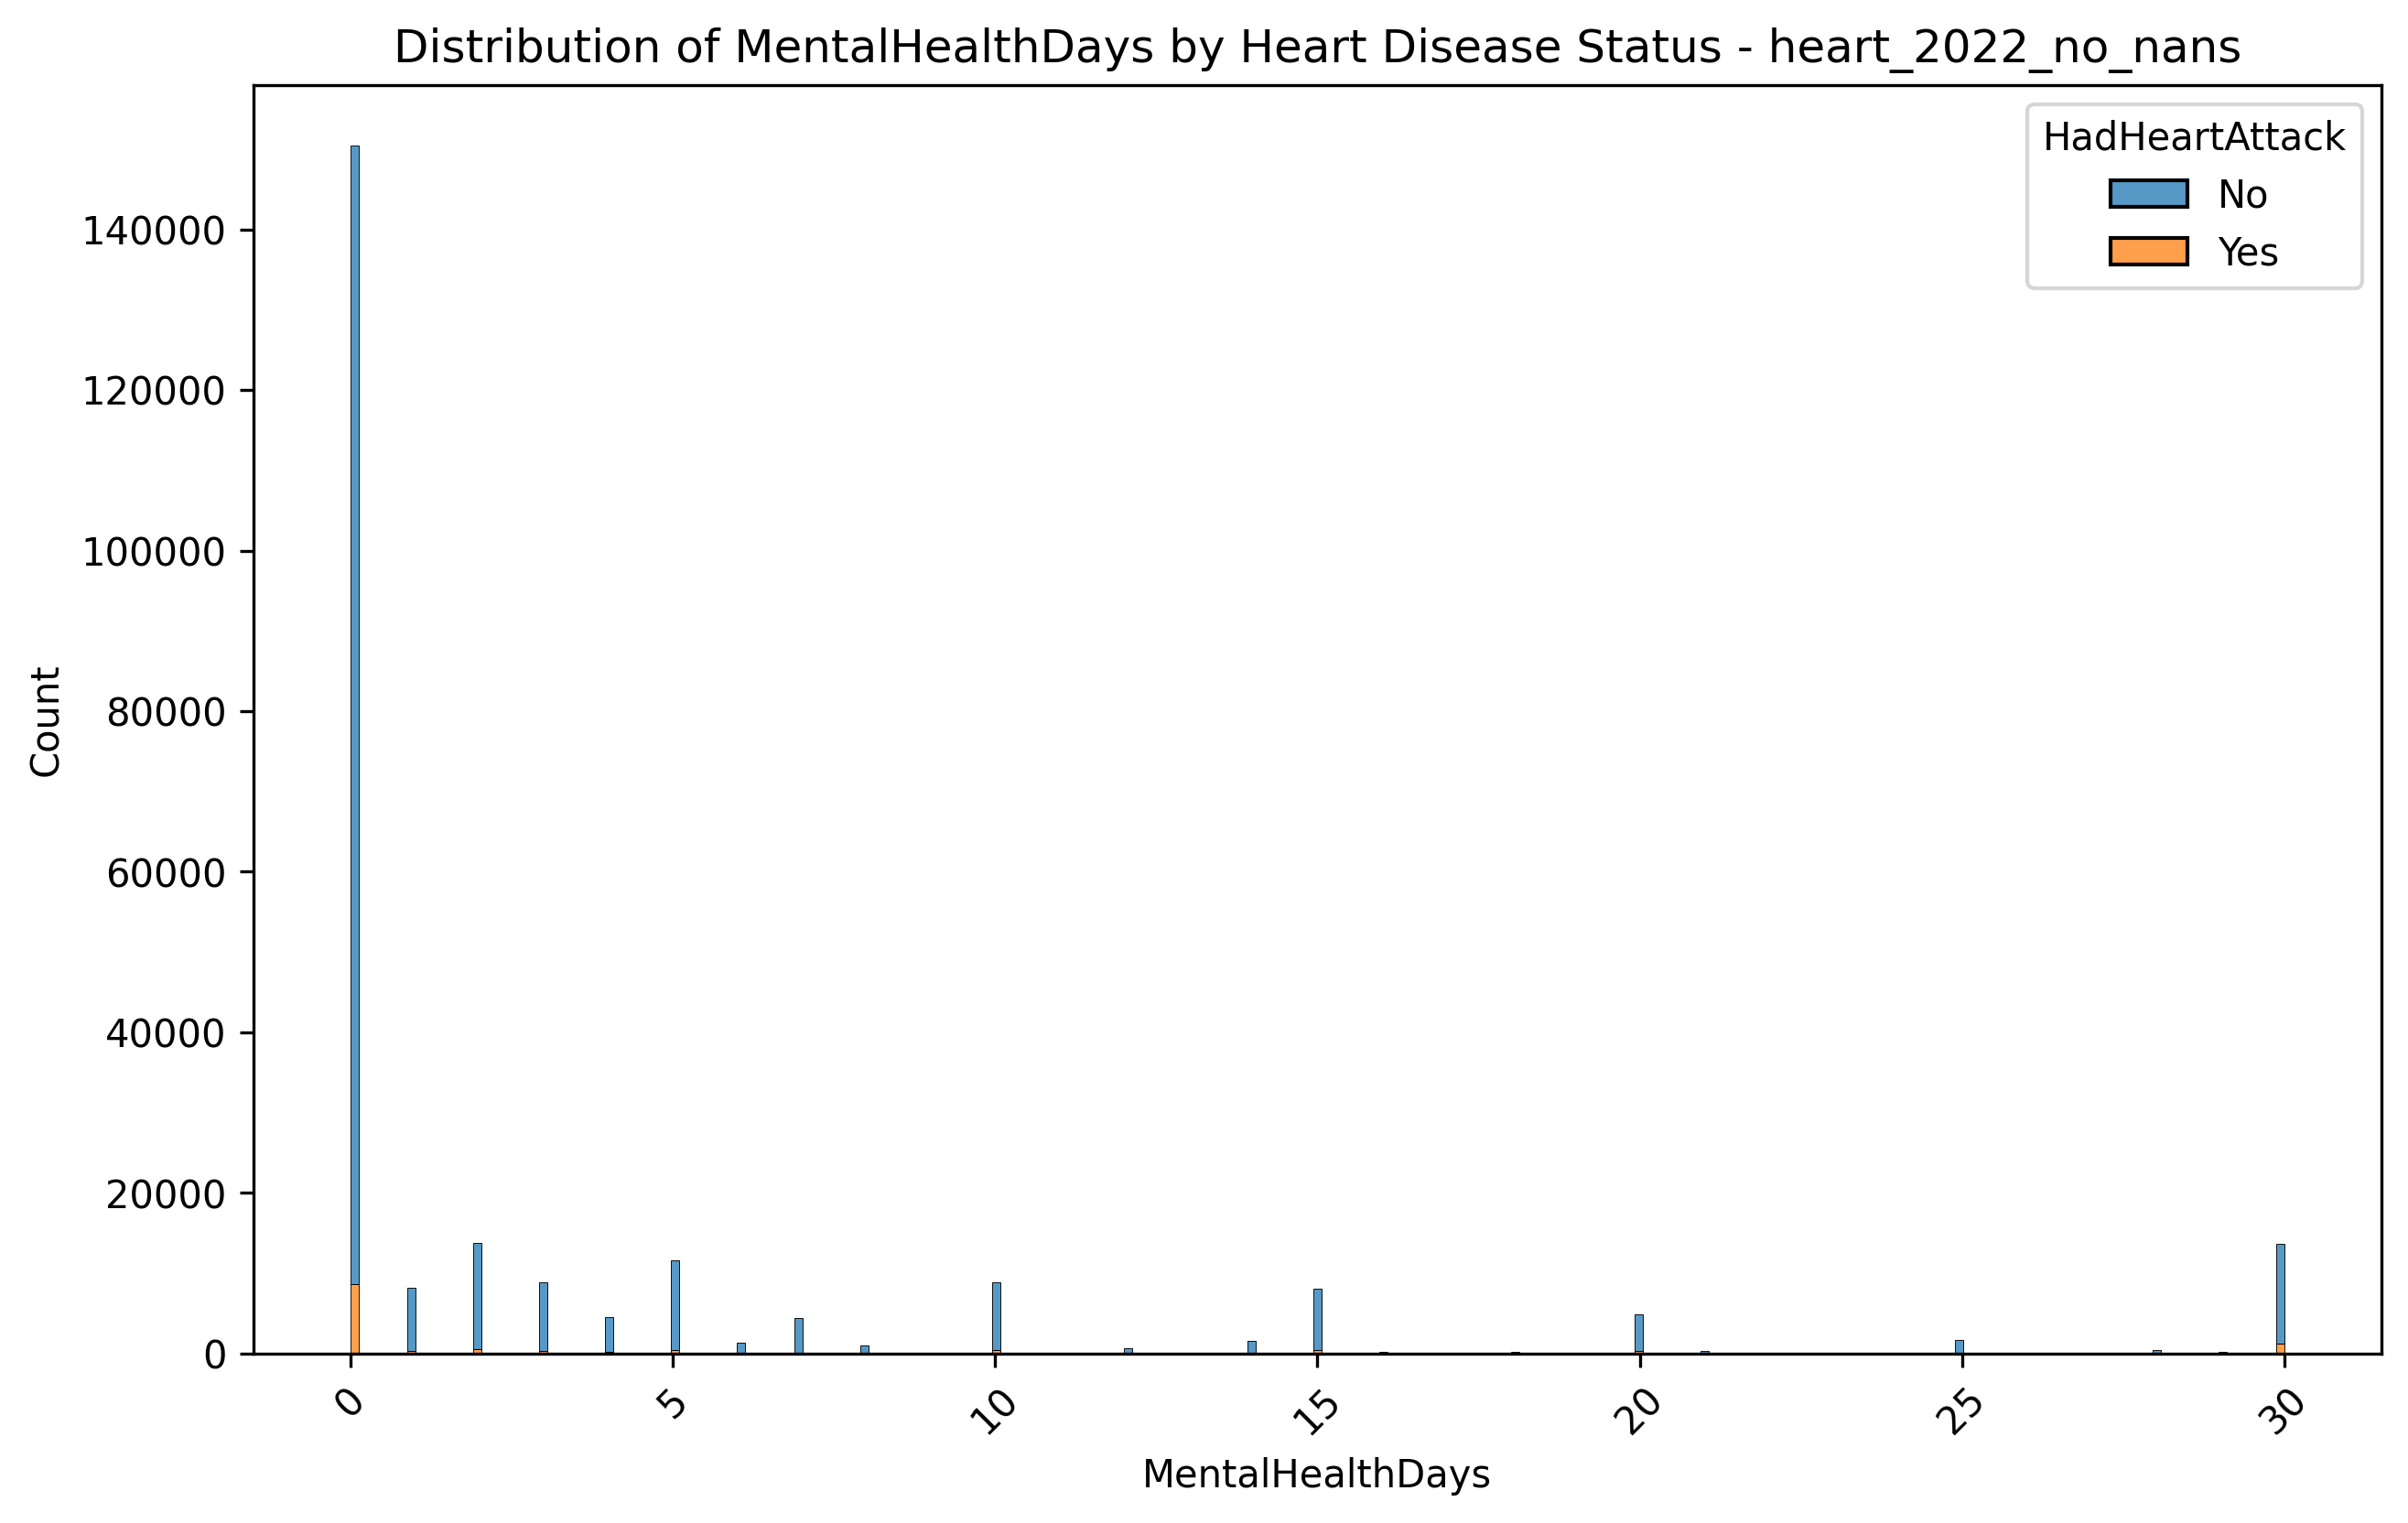 Distribution of MentalHealthDays by Heart Disease Status - heart_2022_no_nans
HadHeartAttack
No
Yes
140000
120000
100000
80000
60000
40000
20000
0
Count
0
5
10
15
20
25
30
MentalHealthDays